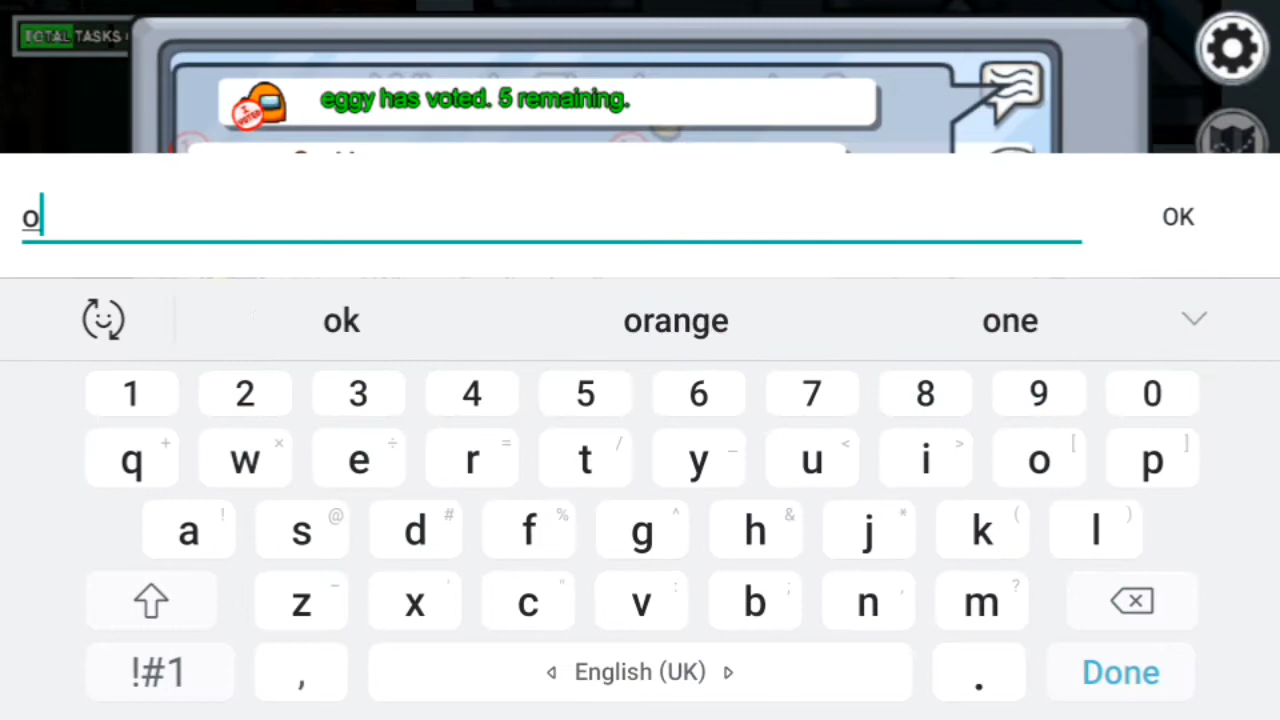 TOTAL TASKS
eggy has voted. 5 remaining.
o
OK
ok orange one
1 2 3 4 5 6 7 8 9 0
q + w × e ÷ r = t / y _ u < i > o [ p ]
a ! s @ d # f % g ^ h & j * k ( l )
z - x ' c " v : b ; n , m ?
!#1 , English (UK) . Done